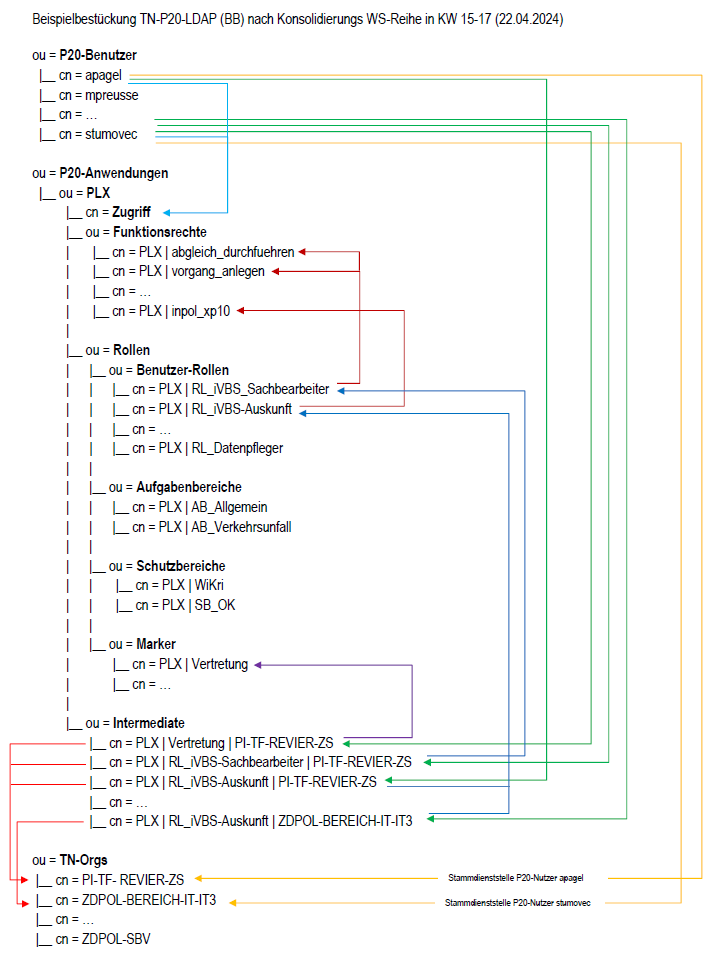 Beispielbestückung TN-P20-LDAP (BB) nach Konsolidierungs WS-Reihe in KW 15-17 (22.04.2024)
ou = P20-Benutzer
|__ cn = apagel
|__ cn = mpreusse
|__ cn = …
|__ cn = stumovec
ou = P20-Anwendungen
|__ ou = PLX
|__ cn = Zugriff
|__ ou = Funktionsrechte
| |__ cn = PLX | abgleich_durchfuehren
| |__ cn = PLX | vorgang_anlegen
| |__ cn = …
| |__ cn = PLX | inpol_xp10
|
|__ ou = Rollen
| |__ ou = Benutzer-Rollen
| | |__ cn = PLX | RL_iVBS_Sachbearbeiter
| | |__ cn = PLX | RL_iVBS-Auskunft
| | |__ cn = …
| | |__ cn = PLX | RL_Datenpfleger
| |
| |__ ou = Aufgabenbereiche
| | |__ cn = PLX | AB_Allgemein
| | |__ cn = PLX | AB_Verkehrsunfall
| |
| |__ ou = Schutzbereiche
| | |__ cn = PLX | WiKri
| | |__ cn = PLX | SB_OK
| |
| |__ ou = Marker
| |__ cn = PLX | Vertretung
| |__ cn = …
|
|__ ou = Intermediate
|__ cn = PLX | Vertretung | PI-TF-REVIER-ZS
|__ cn = PLX | RL_iVBS-Sachbearbeiter | PI-TF-REVIER-ZS
|__ cn = PLX | RL_iVBS-Auskunft | PI-TF-REVIER-ZS
|__ cn = …
|__ cn = PLX | RL_iVBS-Auskunft | ZDPOL-BEREICH-IT-IT3
ou = TN-Orgs
|__ cn = PI-TF- REVIER-ZS
Stammdienststelle P20-Nutzer apagel
|__ cn = ZDPOL-BEREICH-IT-IT3
Stammdienststelle P20-Nutzer stumovec
|__ cn = …
|__ cn = ZDPOL-SBV